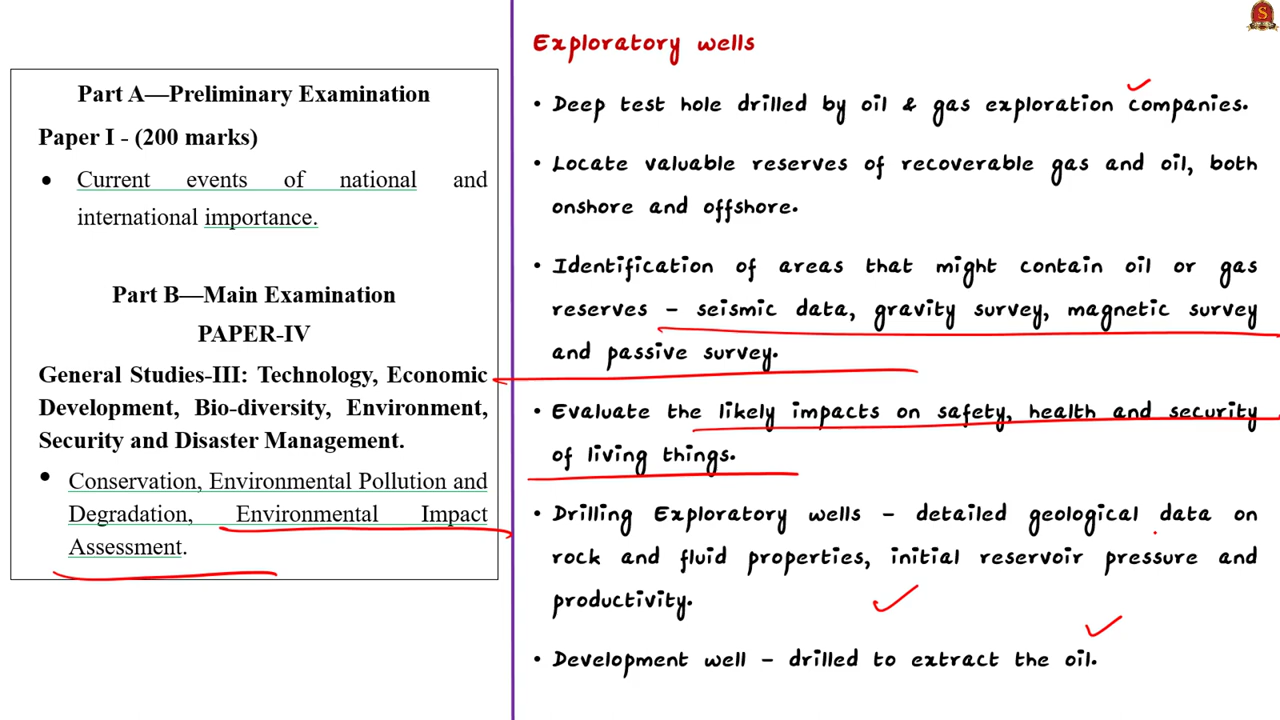 Part A—Preliminary Examination
Paper I - (200 marks)
• Current events of national and
international importance.
Part B—Main Examination
PAPER-IV
General Studies-III: Technology, Economic
Development, Bio-diversity, Environment,
Security and Disaster Management.
• Conservation, Environmental Pollution and
Degradation, Environmental Impact
Assessment.
Exploratory wells
• Deep test hole drilled by oil & gas exploration companies.
• Locate valuable reserves of recoverable gas and oil, both
onshore and offshore.
• Identification of areas that might contain oil or gas
reserves – seismic data, gravity survey, magnetic survey
and passive survey.
• Evaluate the likely impacts on safety, health and security
of living things.
• Drilling Exploratory wells – detailed geological data on
rock and fluid properties, initial reservoir pressure and
productivity.
• Development well – drilled to extract the oil.
S